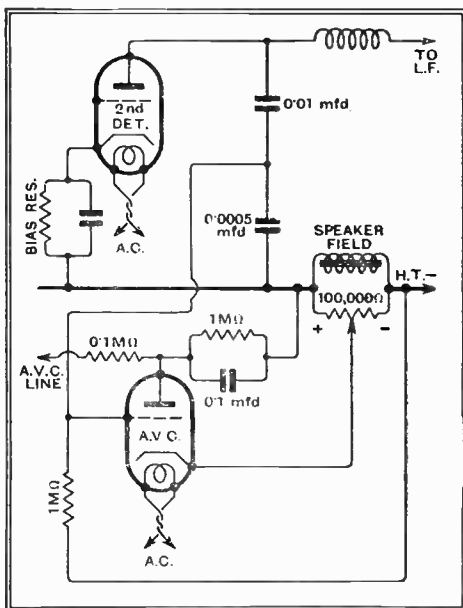 TO
L.F.
2nd
DET.
0·01 mfd
BIAS RES.
A.C.
0·0005
mfd
SPEAKER
FIELD
H.T.–
100,000Ω
+ –
1MΩ
0·1MΩ
A.V.C.
LINE
0·1 mfd
A.V.C.
1MΩ
A.C.